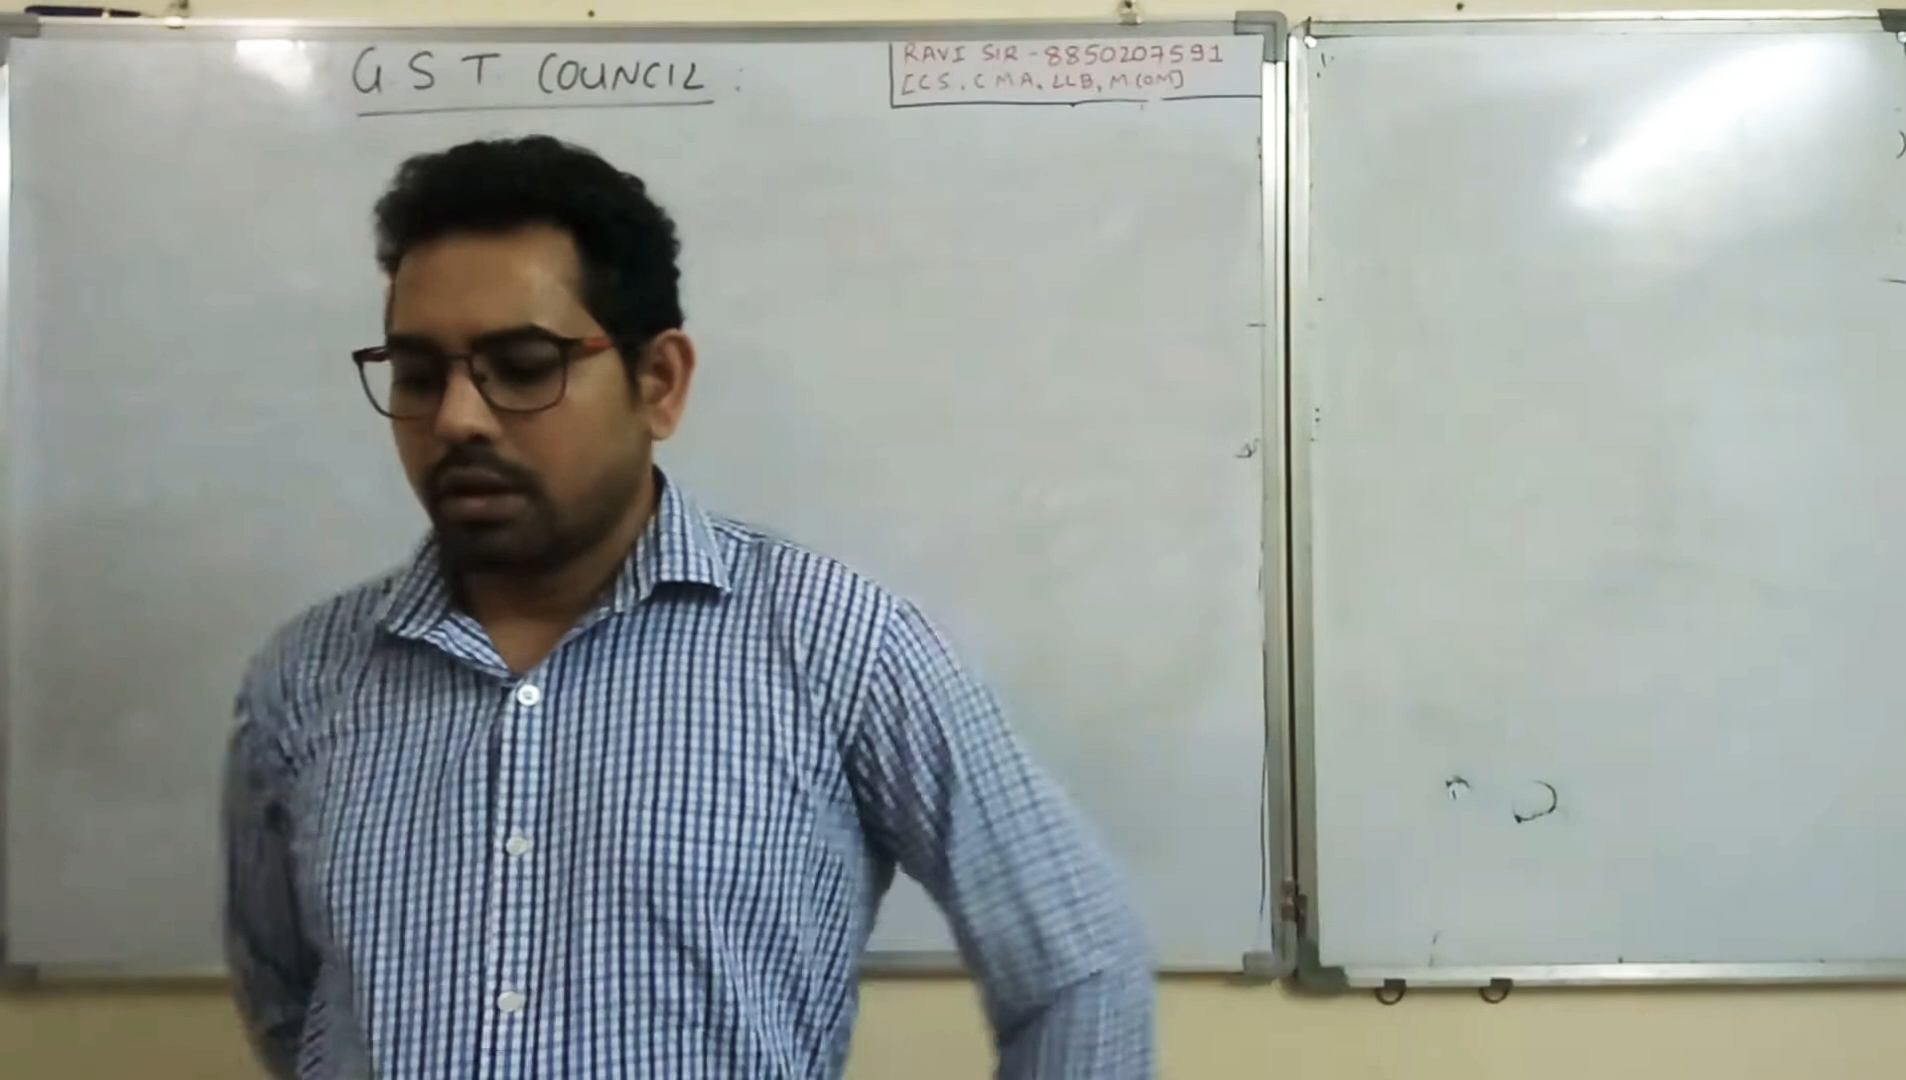 GST COUNCIL :
RAVI SIR - 8850207591
[CS, CMA, LLB, M.COM]